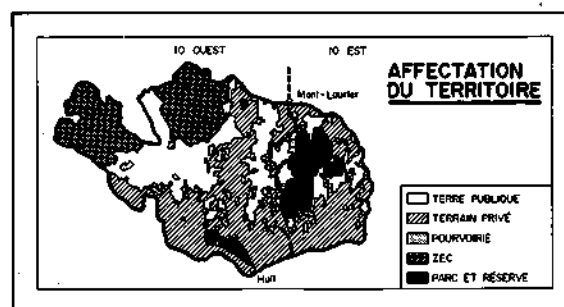 10 OUEST
10 EST
AFFECTATION
DU TERRITOIRE
Mont-Laurier
TERRE PUBLIQUE
TERRAIN PRIVÉ
POURVOIRIE
ZEC
PARC ET RÉSERVE
Hull